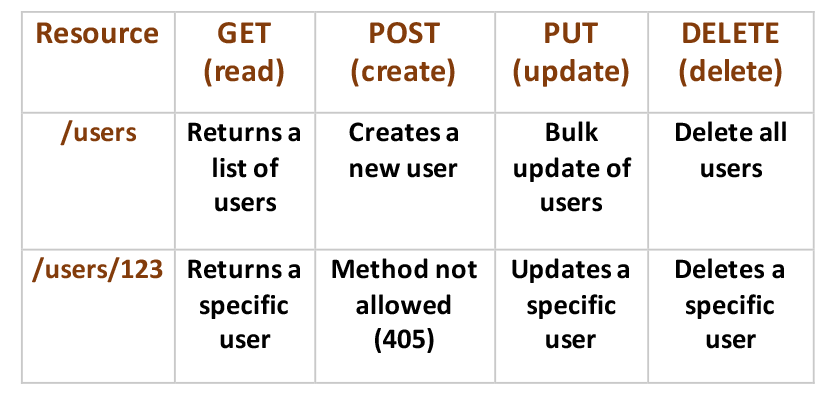 Resource
GET
(read)
POST
(create)
PUT
(update)
DELETE
(delete)
/users
Returns a
list of
users
Creates a
new user
Bulk
update of
users
Delete all
users
/users/123
Returns a
specific
user
Method not
allowed
(405)
Updates a
specific
user
Deletes a
specific
user